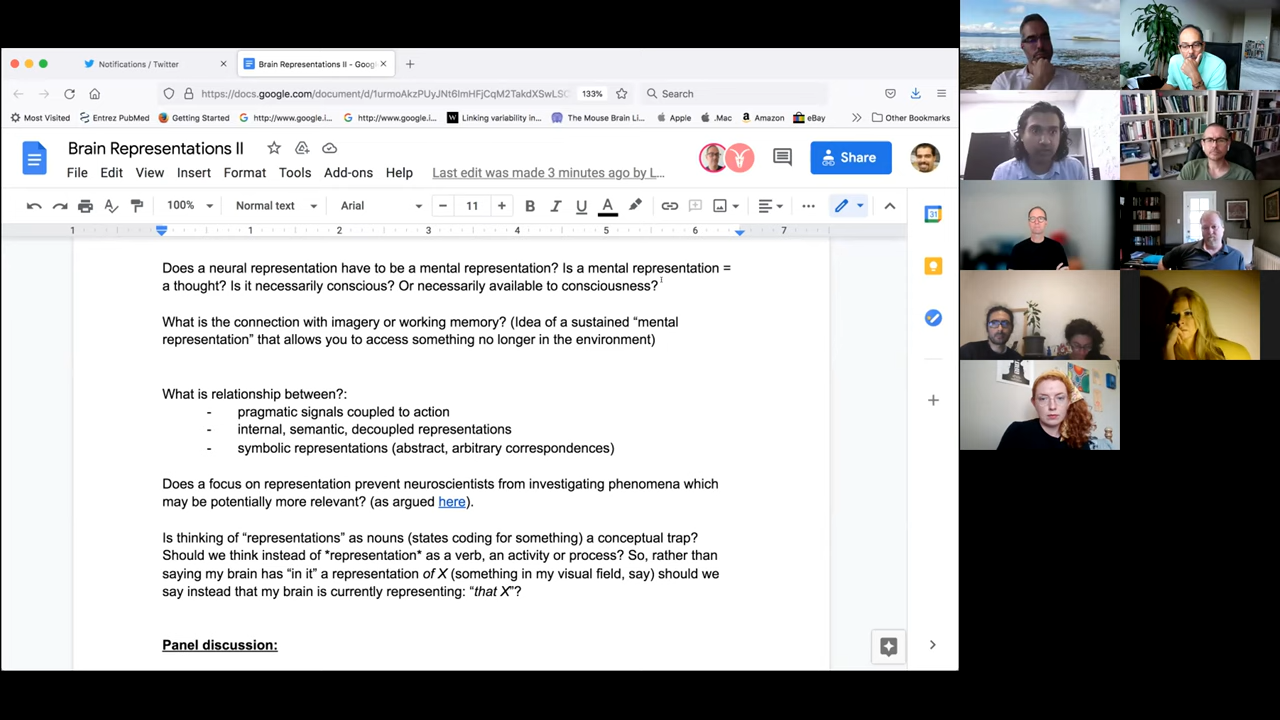 Notifications / Twitter
Brain Representations II - Goog
https://docs.google.com/document/d/1urmoAkzPUyJNt6lmHFjCqM2TakdXSwLSC
133%
Search
Most Visited
Entrez PubMed
Getting Started
http://www.google.i...
http://www.google.i...
Linking variability in...
The Mouse Brain Li...
Apple
.Mac
Amazon
eBay
Other Bookmarks
Brain Representations II
Share
File Edit View Insert Format Tools Add-ons Help
Last edit was made 3 minutes ago by L...
100% Normal text Arial 11 B I U A
1 1 2 3 4 5 6 7
31
Does a neural representation have to be a mental representation? Is a mental representation =
a thought? Is it necessarily conscious? Or necessarily available to consciousness?
What is the connection with imagery or working memory? (Idea of a sustained “mental
representation” that allows you to access something no longer in the environment)
What is relationship between?:
- pragmatic signals coupled to action
- internal, semantic, decoupled representations
- symbolic representations (abstract, arbitrary correspondences)
Does a focus on representation prevent neuroscientists from investigating phenomena which
may be potentially more relevant? (as argued here).
Is thinking of “representations” as nouns (states coding for something) a conceptual trap?
Should we think instead of *representation* as a verb, an activity or process? So, rather than
saying my brain has “in it” a representation of X (something in my visual field, say) should we
say instead that my brain is currently representing: “that X”?
Panel discussion: